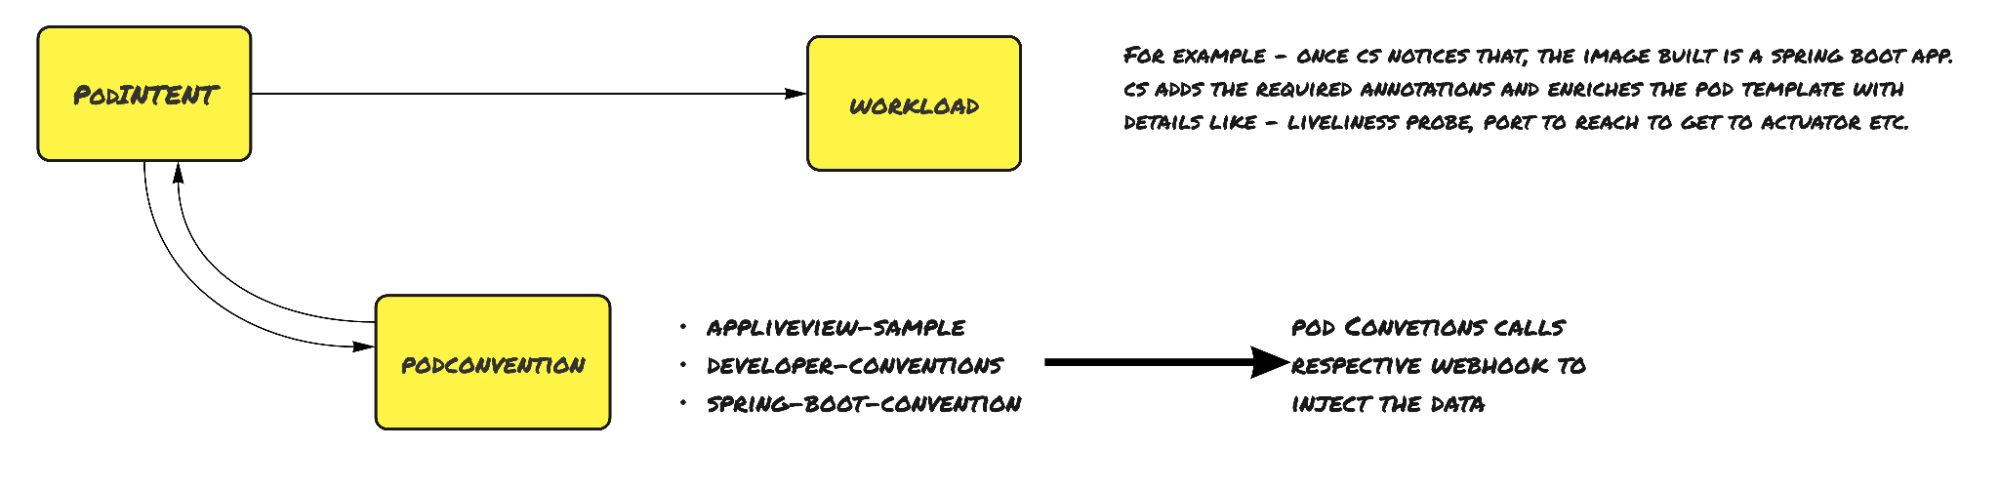 PodIntent
workload
For example - once cs notices that, the image built is a spring boot app.
cs adds the required annotations and enriches the pod template with
details like - liveliness probe, port to reach to get to actuator etc.
podconvention
• appliveview-sample
• developer-conventions
• spring-boot-convention
pod Convetions calls
respective webhook to
inject the data